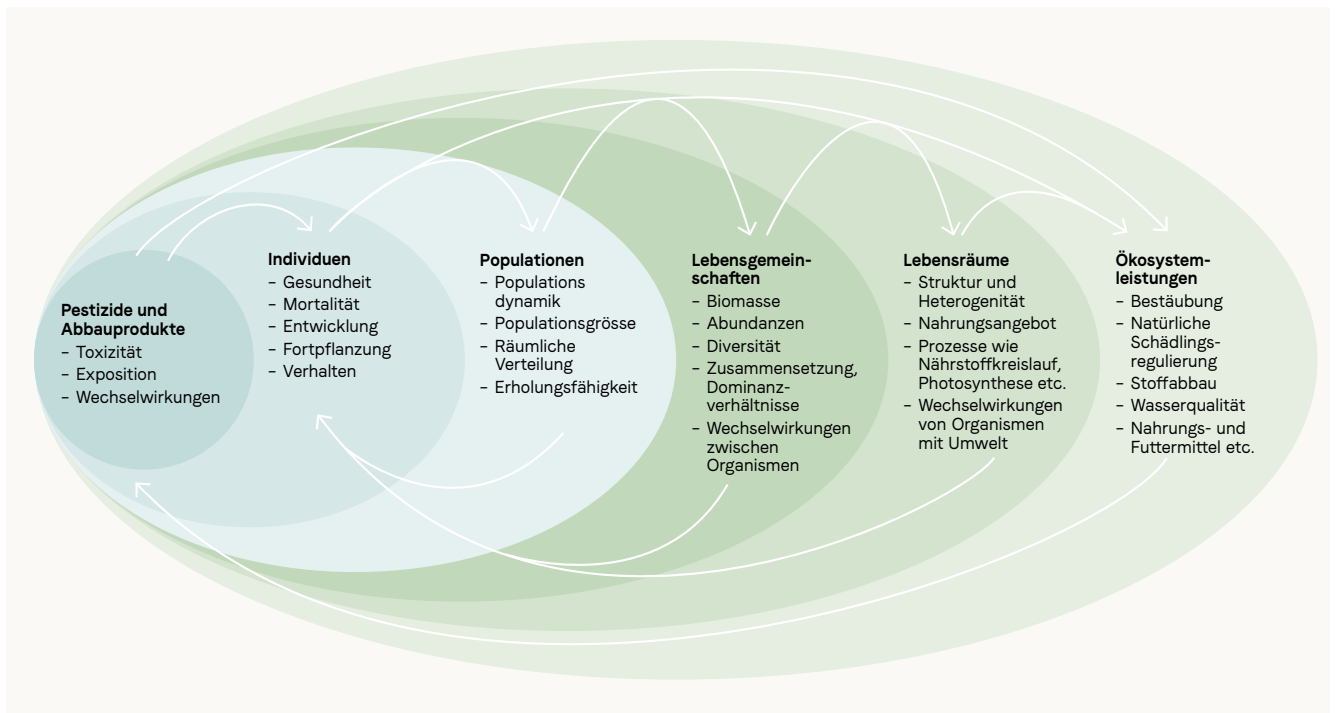 Pestizide und
Abbauprodukte
– Toxizität
– Exposition
– Wechselwirkungen
Individuen
– Gesundheit
– Mortalität
– Entwicklung
– Fortpflanzung
– Verhalten
Populationen
– Populations
dynamik
– Populationsgrösse
– Räumliche
Verteilung
– Erholungsfähigkeit
Lebensgemein-
schaften
– Biomasse
– Abundanzen
– Diversität
– Zusammensetzung,
Dominanz-
verhältnisse
– Wechselwirkungen
zwischen
Organismen
Lebensräume
– Struktur und
Heterogenität
– Nahrungsangebot
– Prozesse wie
Nährstoffkreislauf,
Photosynthese etc.
– Wechselwirkungen
von Organismen
mit Umwelt
Ökosystem-
leistungen
– Bestäubung
– Natürliche
Schädlings-
regulierung
– Stoffabbau
– Wasserqualität
– Nahrungs- und
Futtermittel etc.